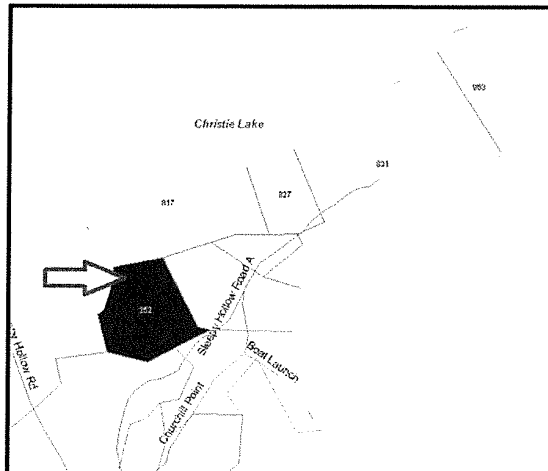 953
Christie Lake
831
827
817
Sleepy Hollow Road A
Boat Launch
Churchill Point
Hollow Rd